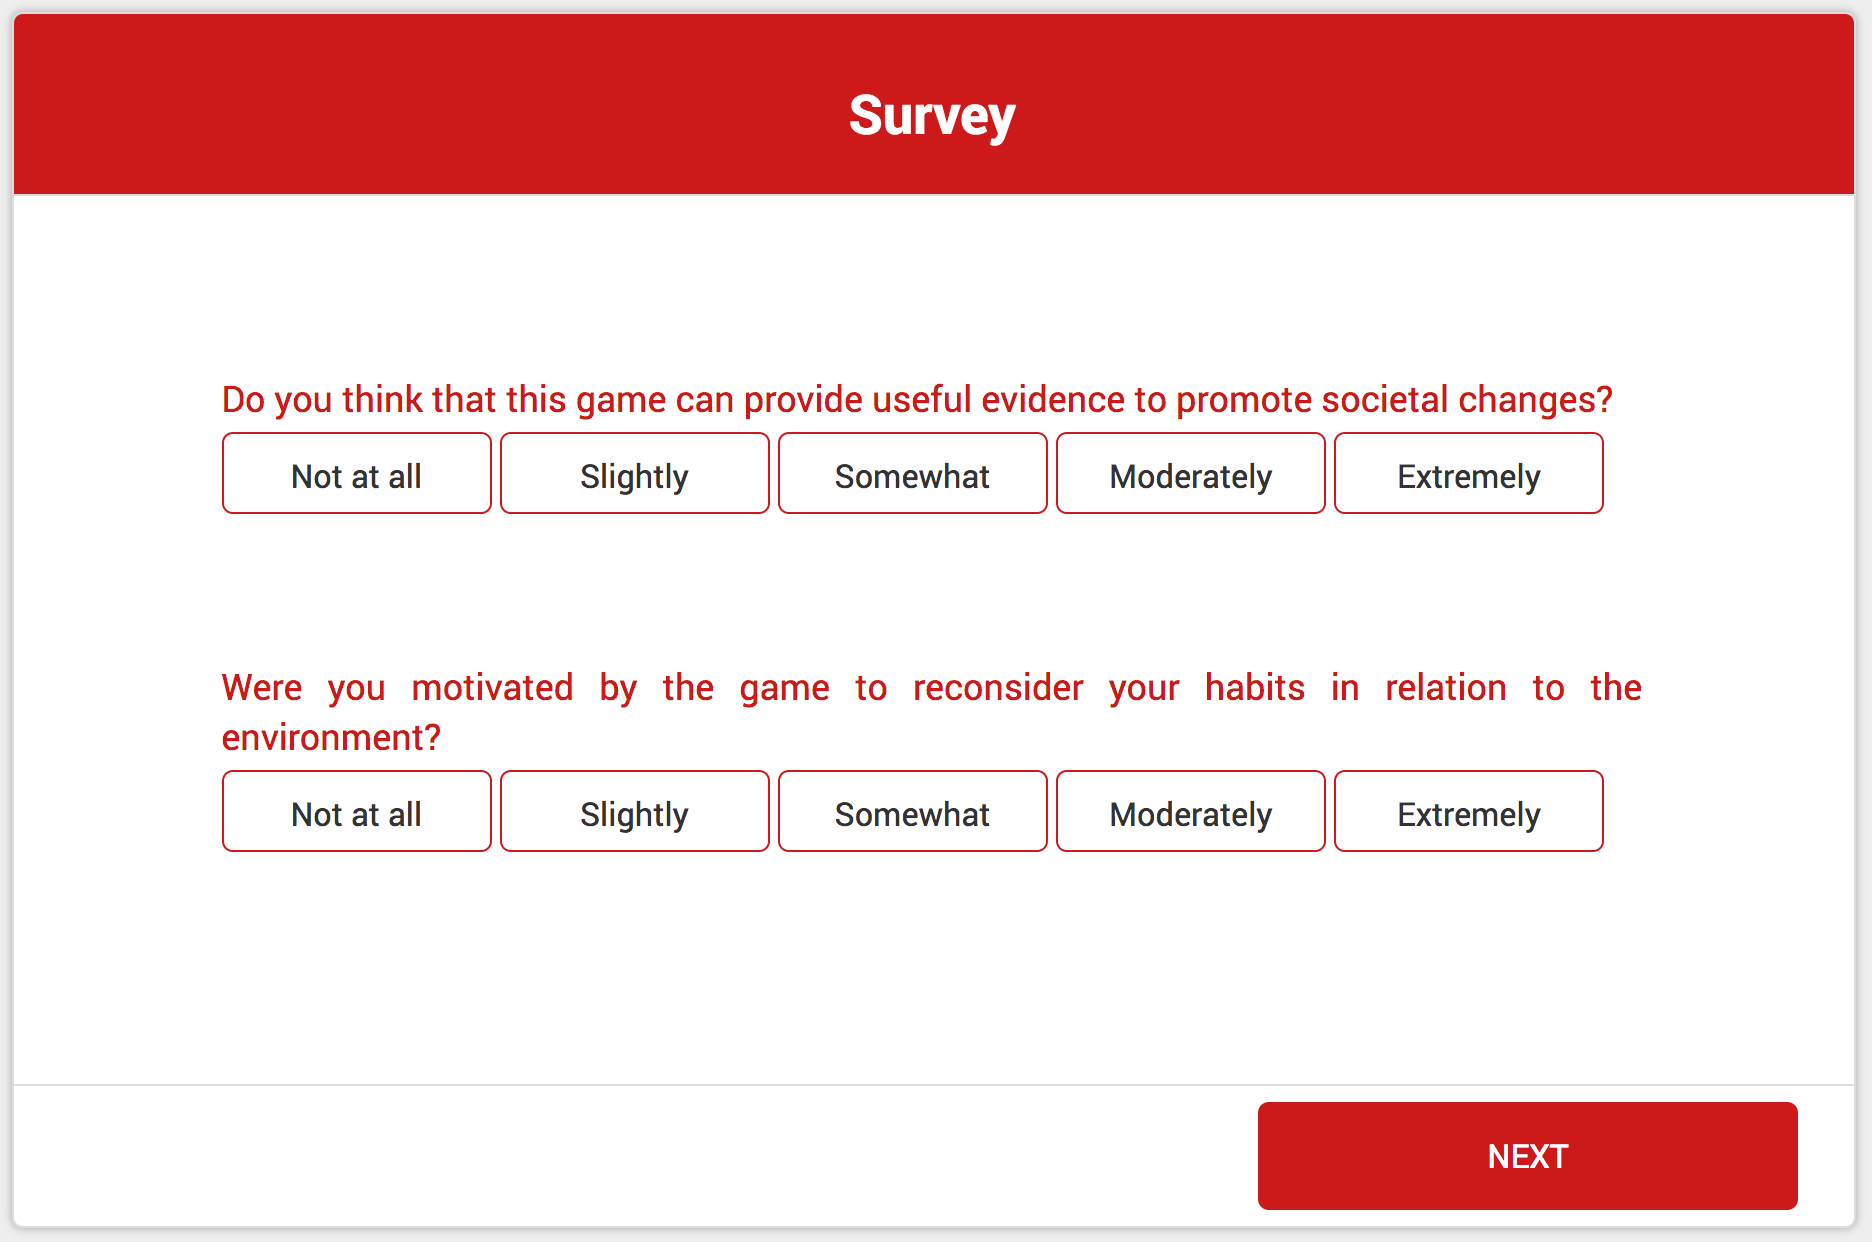 Survey
Do you think that this game can provide useful evidence to promote societal changes?
Not at all Slightly Somewhat Moderately Extremely
Were you motivated by the game to reconsider your habits in relation to the
environment?
Not at all Slightly Somewhat Moderately Extremely
NEXT